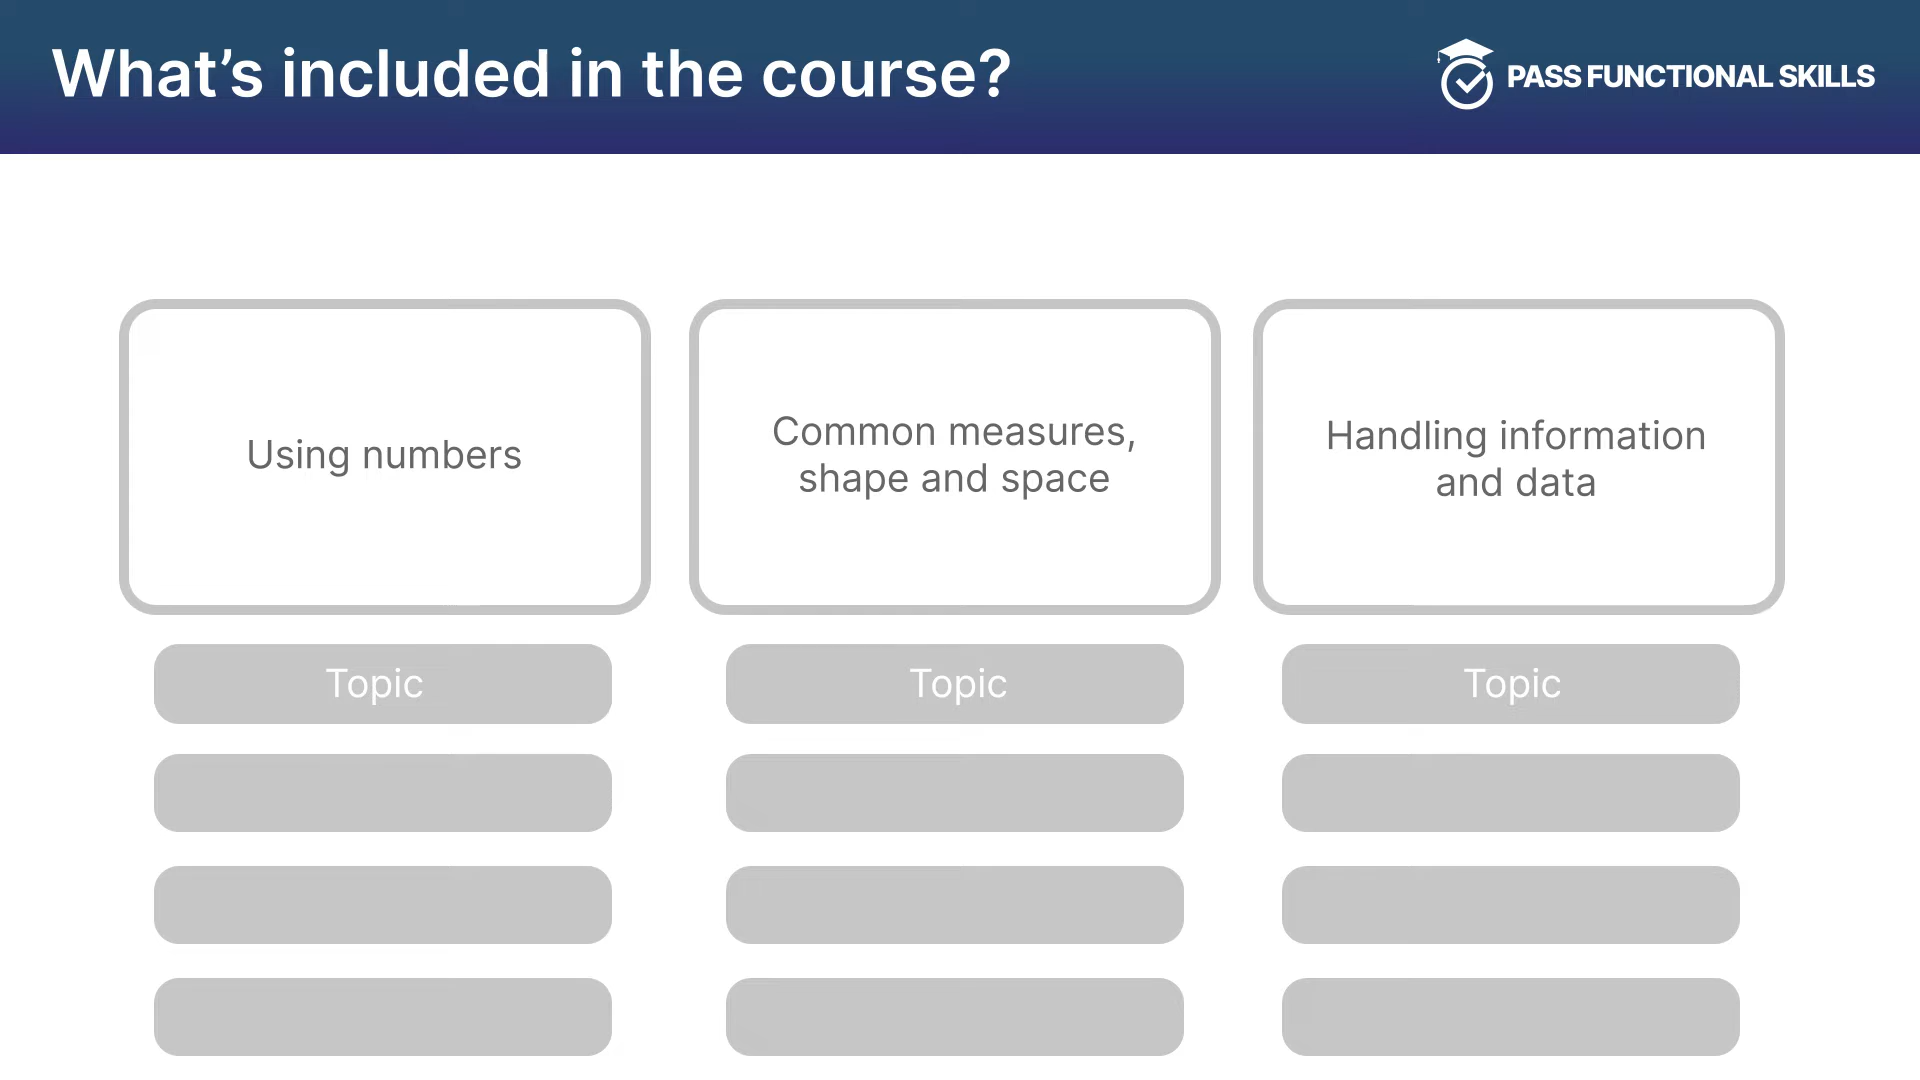 What’s included in the course?
PASS FUNCTIONAL SKILLS
Using numbers
Common measures,
shape and space
Handling information
and data
Topic
Topic
Topic